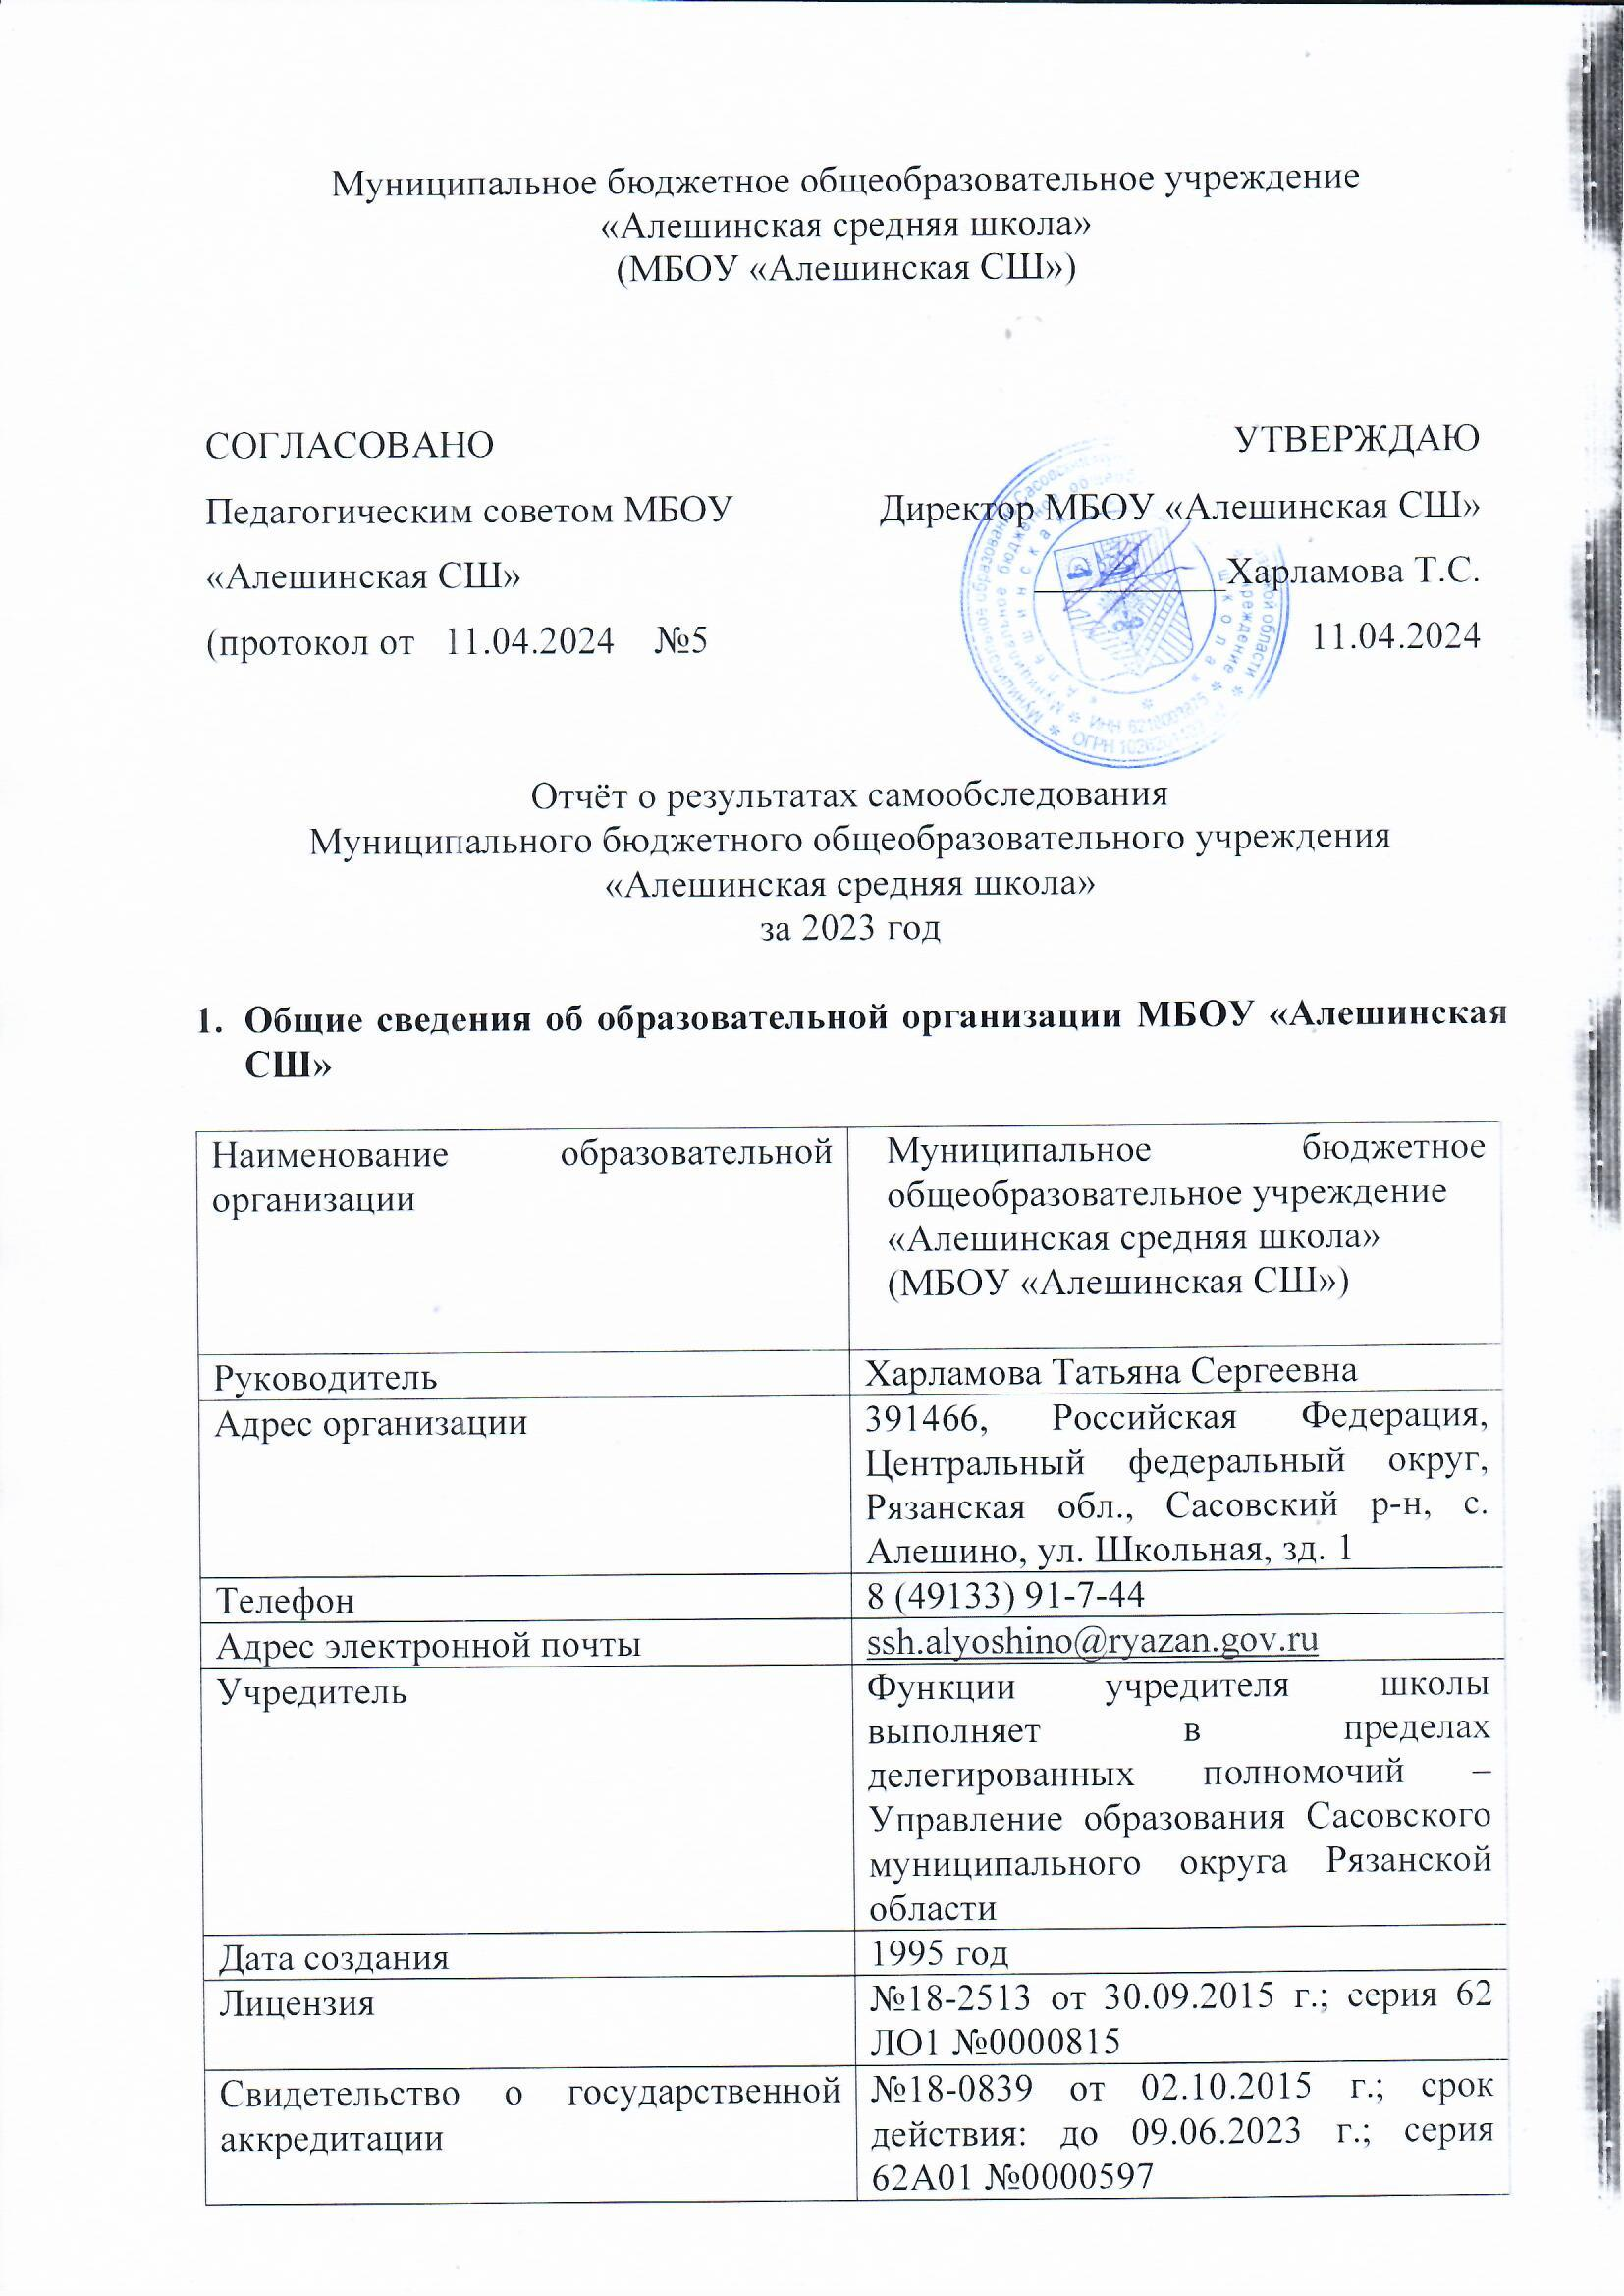 Муниципальное бюджетное общеобразовательное учреждение
«Алешинская средняя школа»
(МБОУ «Алешинская СШ»)
СОГЛАСОВАНО
Педагогическим советом МБОУ
«Алешинская СШ»
(протокол от 11.04.2024 №5
УТВЕРЖДАЮ
Директор МБОУ «Алешинская СШ»
Харламова Т.С.
11.04.2024
Отчёт о результатах самообследования
Муниципального бюджетного общеобразовательного учреждения
«Алешинская средняя школа»
за 2023 год
1. Общие сведения об образовательной организации МБОУ «Алешинская
СШ»
Наименование образовательной
организации
Муниципальное бюджетное
общеобразовательное учреждение
«Алешинская средняя школа»
(МБОУ «Алешинская СШ»)
Руководитель
Харламова Татьяна Сергеевна
Адрес организации
391466, Российская Федерация,
Центральный федеральный округ,
Рязанская обл., Сасовский р-н, с.
Алешино, ул. Школьная, зд. 1
Телефон
8 (49133) 91-7-44
Адрес электронной почты
ssh.alyoshino@ryazan.gov.ru
Учредитель
Функции учредителя школы
выполняет в пределах
делегированных полномочий –
Управление образования Сасовского
муниципального округа Рязанской
области
Дата создания
1995 год
Лицензия
№18-2513 от 30.09.2015 г.; серия 62
ЛО1 №0000815
Свидетельство о государственной
аккредитации
№18-0839 от 02.10.2015 г.; срок
действия: до 09.06.2023 г.; серия
62А01 №0000597